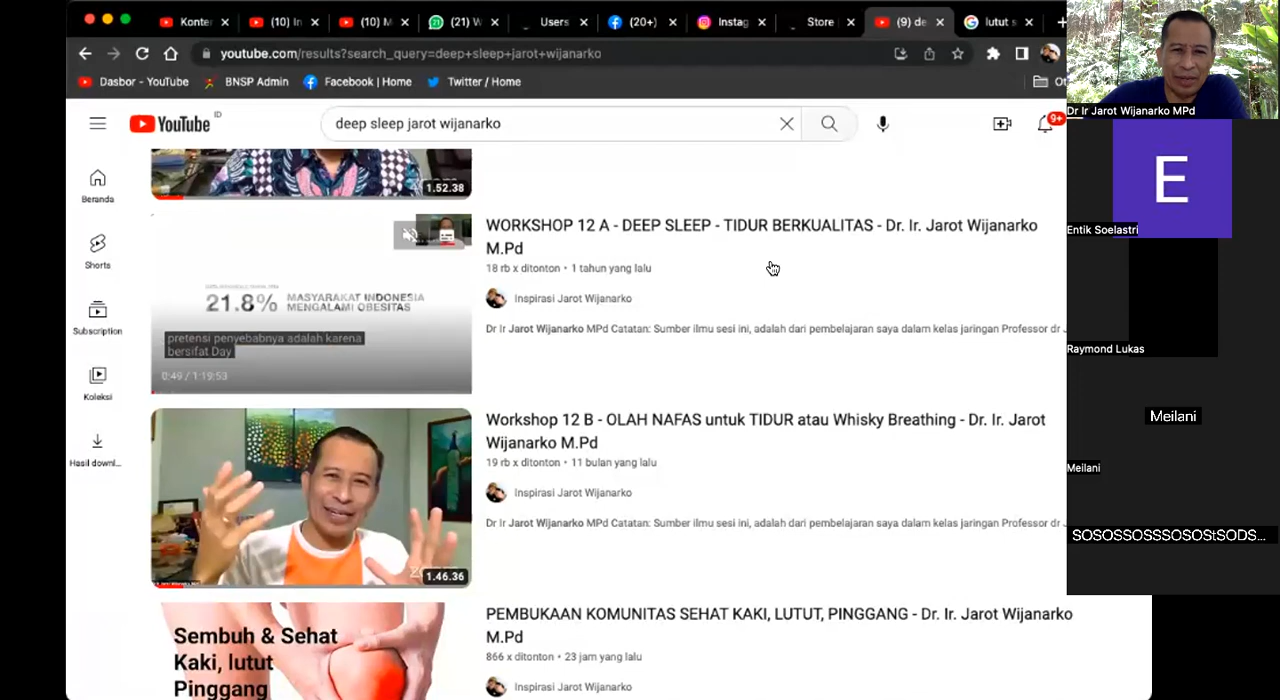 Konter
(10) In
(10) M
(21) W
Users
(20+)
Instag
Store
(9) de
lutut s
youtube.com/results?search_query=deep+sleep+jarot+wijanarko
Dasbor - YouTube
BNSP Admin
Facebook | Home
Twitter / Home
Ot
YouTube ID
deep sleep jarot wijanarko
9+
Beranda
Shorts
Subscription
Koleksi
Hasil downl...
1.52.38
21.8% MASYARAKAT INDONESIA
MENGALAMI OBESITAS
pretensi penyebabnya adalah karena
bersifat Day
0:49 / 1:19:53
WORKSHOP 12 A - DEEP SLEEP - TIDUR BERKUALITAS - Dr. Ir. Jarot Wijanarko
M.Pd
18 rb x ditonton • 1 tahun yang lalu
Inspirasi Jarot Wijanarko
Dr Ir Jarot Wijanarko MPd Catatan: Sumber ilmu sesi ini, adalah dari pembelajaran saya dalam kelas jaringan Professor dr
1.46.36
Workshop 12 B - OLAH NAFAS untuk TIDUR atau Whisky Breathing - Dr. Ir. Jarot
Wijanarko M.Pd
19 rb x ditonton • 11 bulan yang lalu
Inspirasi Jarot Wijanarko
Dr Ir Jarot Wijanarko MPd Catatan: Sumber ilmu sesi ini, adalah dari pembelajaran saya dalam kelas jaringan Professor dr
Sembuh & Sehat
Kaki, lutut
Pinggang
PEMBUKAAN KOMUNITAS SEHAT KAKI, LUTUT, PINGGANG - Dr. Ir. Jarot Wijanarko
M.Pd
866 x ditonton • 23 jam yang lalu
Inspirasi Jarot Wijanarko
Dr Ir Jarot Wijanarko MPd
E
Entik Soelastri
Raymond Lukas
Meilani
Meilani
SOSOSSOSSSOSOStSODS...